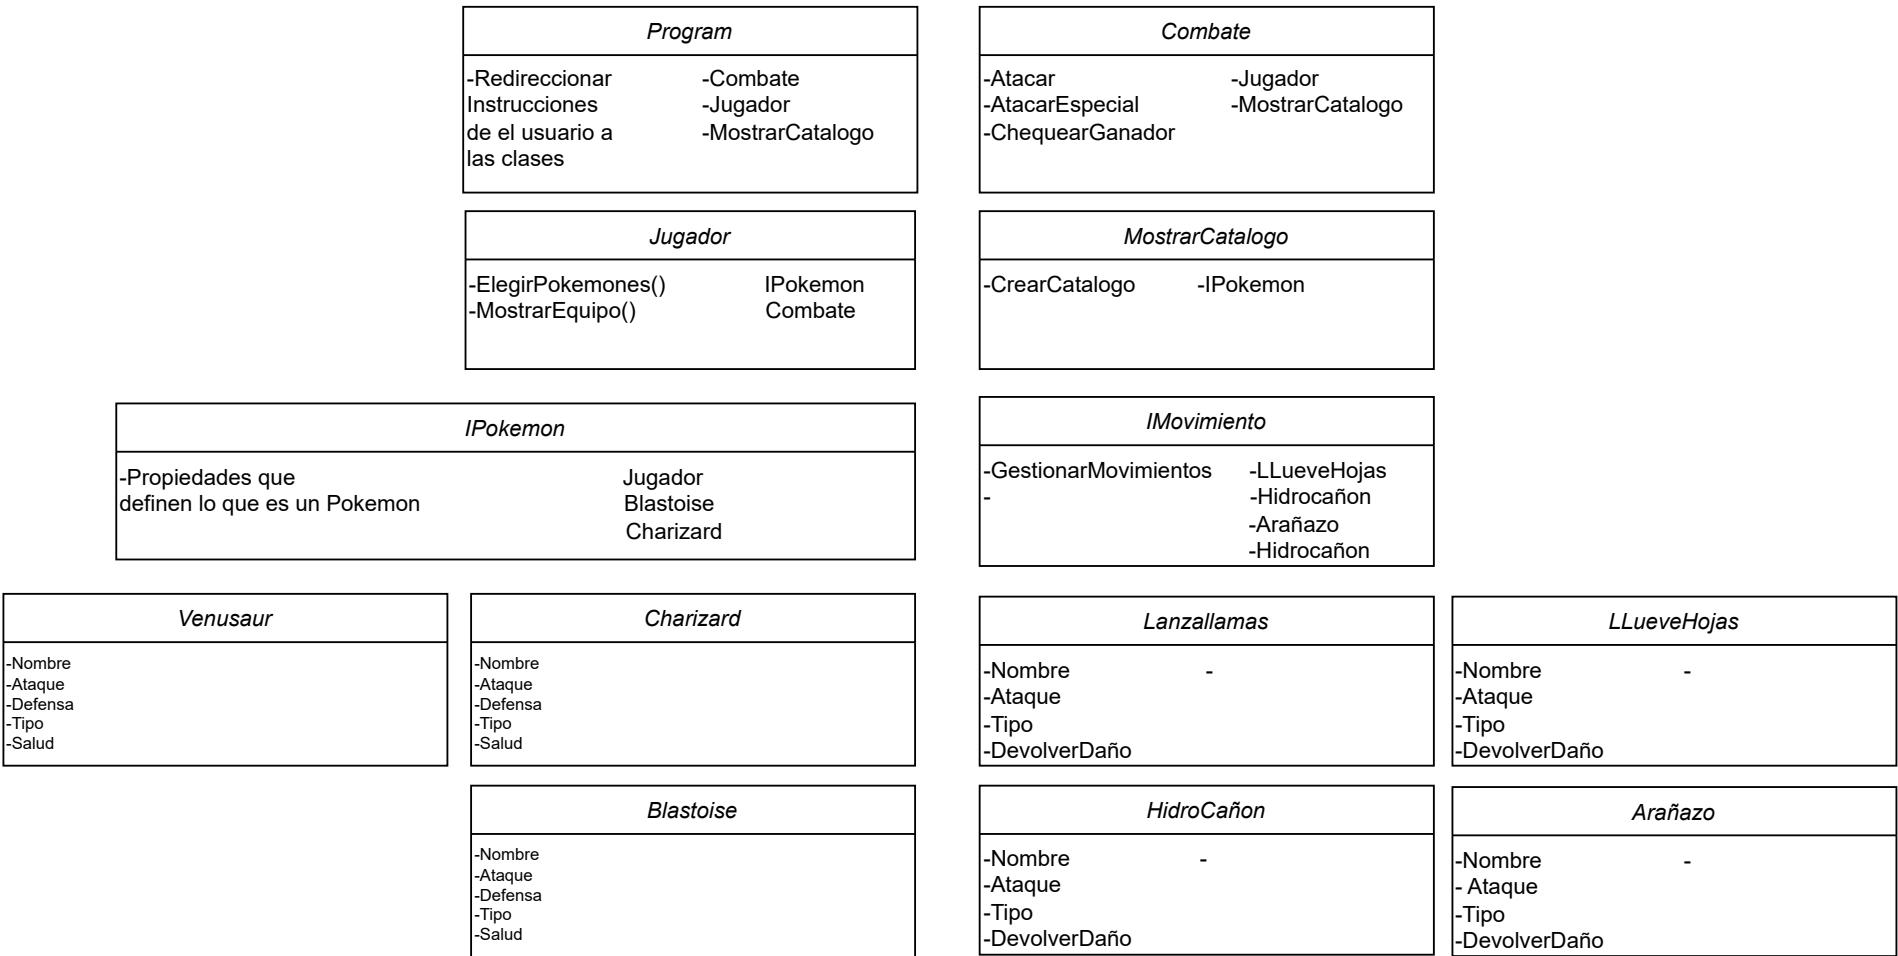 Program
-Redireccionar
Instrucciones
de el usuario a
las clases
-Combate
-Jugador
-MostrarCatalogo
Combate
-Atacar
-AtacarEspecial
-ChequearGanador
-Jugador
-MostrarCatalogo
Jugador
-ElegirPokemones()
-MostrarEquipo()
IPokemon
Combate
MostrarCatalogo
-CrearCatalogo
-IPokemon
IPokemon
-Propiedades que
definen lo que es un Pokemon
Jugador
Blastoise
Charizard
IMovimiento
-GestionarMovimientos
-
-LLueveHojas
-Hidrocañon
-Arañazo
-Hidrocañon
Venusaur
-Nombre
-Ataque
-Defensa
-Tipo
-Salud
Charizard
-Nombre
-Ataque
-Defensa
-Tipo
-Salud
Lanzallamas
-Nombre
-Ataque
-Tipo
-DevolverDaño
-
LLueveHojas
-Nombre
-Ataque
-Tipo
-DevolverDaño
-
Blastoise
-Nombre
-Ataque
-Defensa
-Tipo
-Salud
HidroCañon
-Nombre
-Ataque
-Tipo
-DevolverDaño
-
Arañazo
-Nombre
- Ataque
-Tipo
-DevolverDaño
-